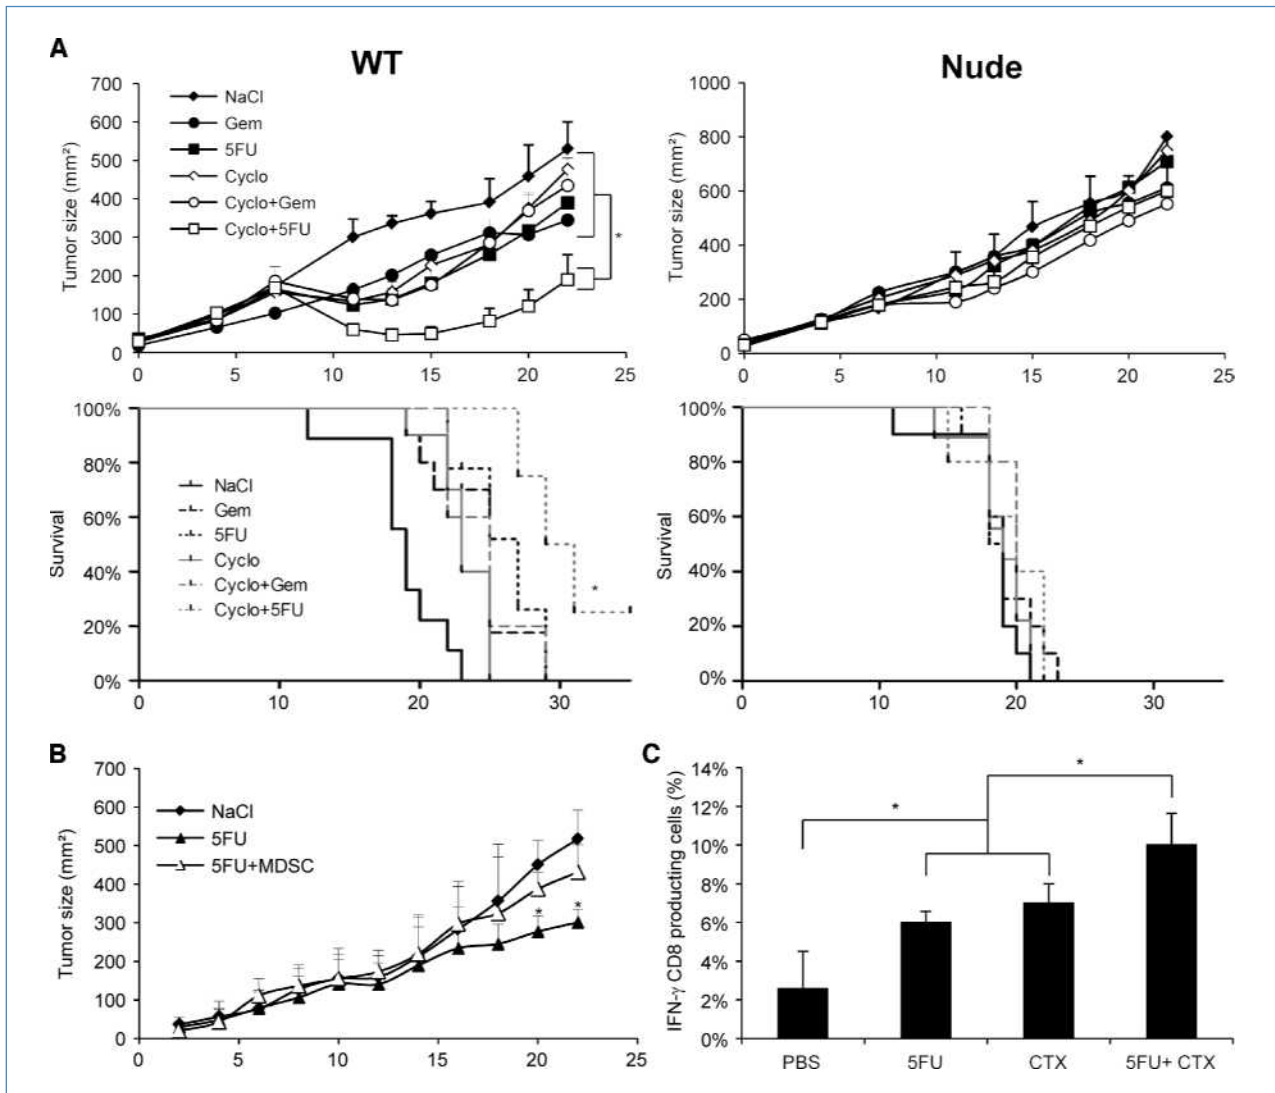 A
WT
Nude
Tumor size (mm²)
700
600
500
400
300
200
100
0
NaCl
Gem
5FU
Cyclo
Cyclo+Gem
Cyclo+5FU
*
0
5
10
15
20
25
Tumor size (mm²)
1000
800
600
400
200
0
0
5
10
15
20
25
Survival
100%
80%
60%
40%
20%
0%
NaCl
Gem
5FU
Cyclo
Cyclo+Gem
Cyclo+5FU
*
0
10
20
30
Survival
100%
80%
60%
40%
20%
0%
0
10
20
30
B
Tumor size (mm²)
700
600
500
400
300
200
100
0
NaCl
5FU
5FU+MDSC
*
*
0
5
10
15
20
25
C
IFN-γ CD8 producting cells (%)
14%
12%
10%
8%
6%
4%
2%
0%
*
*
PBS
5FU
CTX
5FU+ CTX